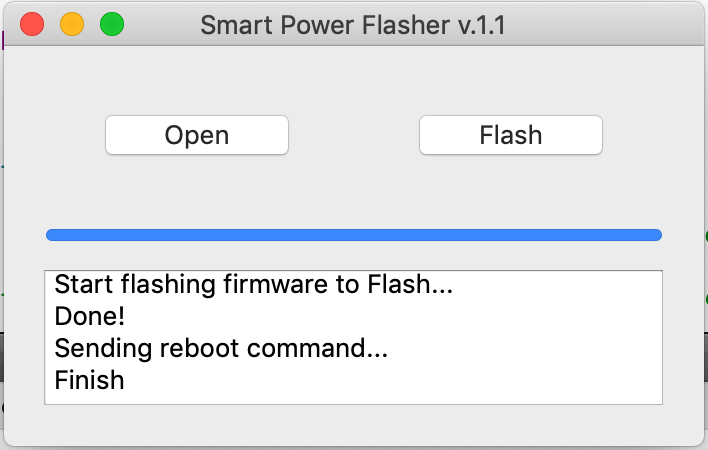 Smart Power Flasher v.1.1
Open
Flash
Start flashing firmware to Flash...
Done!
Sending reboot command...
Finish